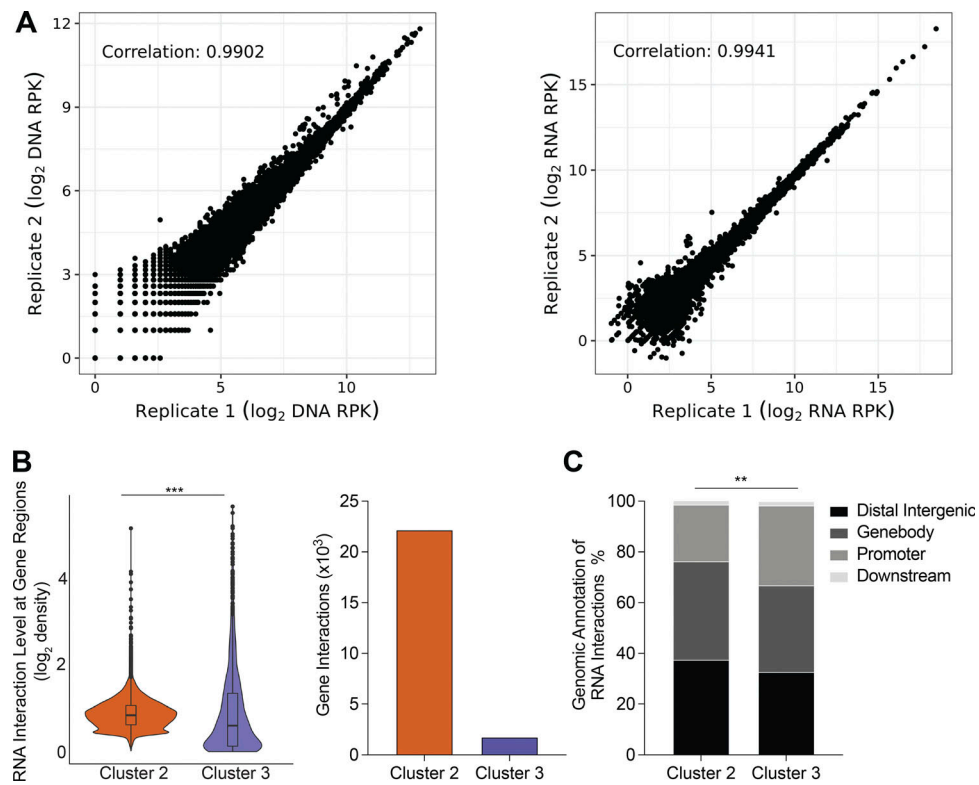 A
Correlation: 0.9902
12
9
6
3
0
0
5
10
Replicate 2 (log2 DNA RPK)
Replicate 1 (log2 DNA RPK)
Correlation: 0.9941
15
10
5
0
0
5
10
15
Replicate 2 (log2 RNA RPK)
Replicate 1 (log2 RNA RPK)
B
***
RNA Interaction Level at Gene Regions
(log2 density)
4
2
0
Cluster 2
Cluster 3
Gene Interactions (x10³)
25
20
15
10
5
0
Cluster 2
Cluster 3
C
**
Genomic Annotation of
RNA Interactions %
100
80
60
40
20
0
Cluster 2
Cluster 3
Distal Intergenic
Genebody
Promoter
Downstream